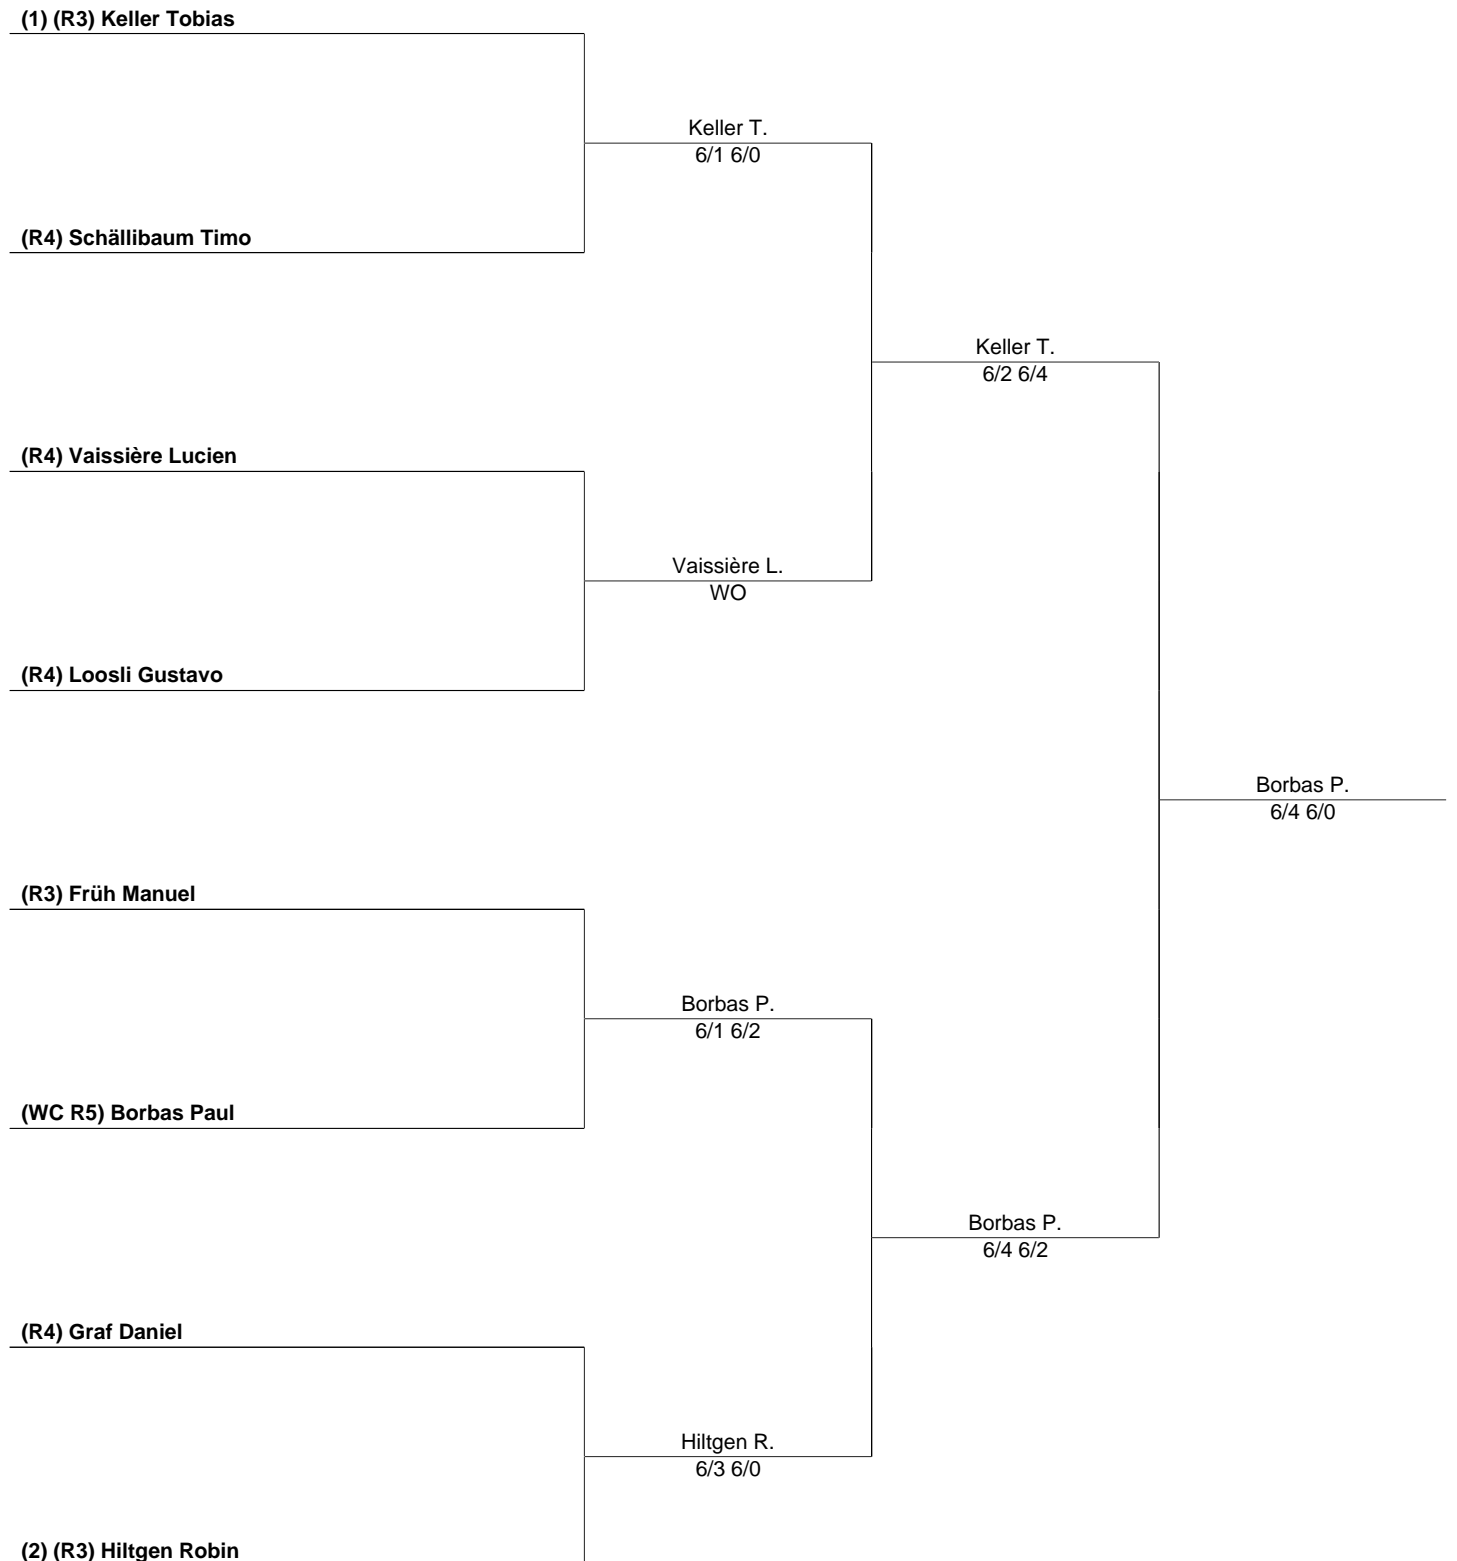 (1) (R3) Keller Tobias
Keller T.
6/1 6/0
(R4) Schällibaum Timo
Keller T.
6/2 6/4
(R4) Vaissière Lucien
Vaissière L.
WO
(R4) Loosli Gustavo
Borbas P.
6/4 6/0
(R3) Früh Manuel
Borbas P.
6/1 6/2
(WC R5) Borbas Paul
Borbas P.
6/4 6/2
(R4) Graf Daniel
Hiltgen R.
6/3 6/0
(2) (R3) Hiltgen Robin